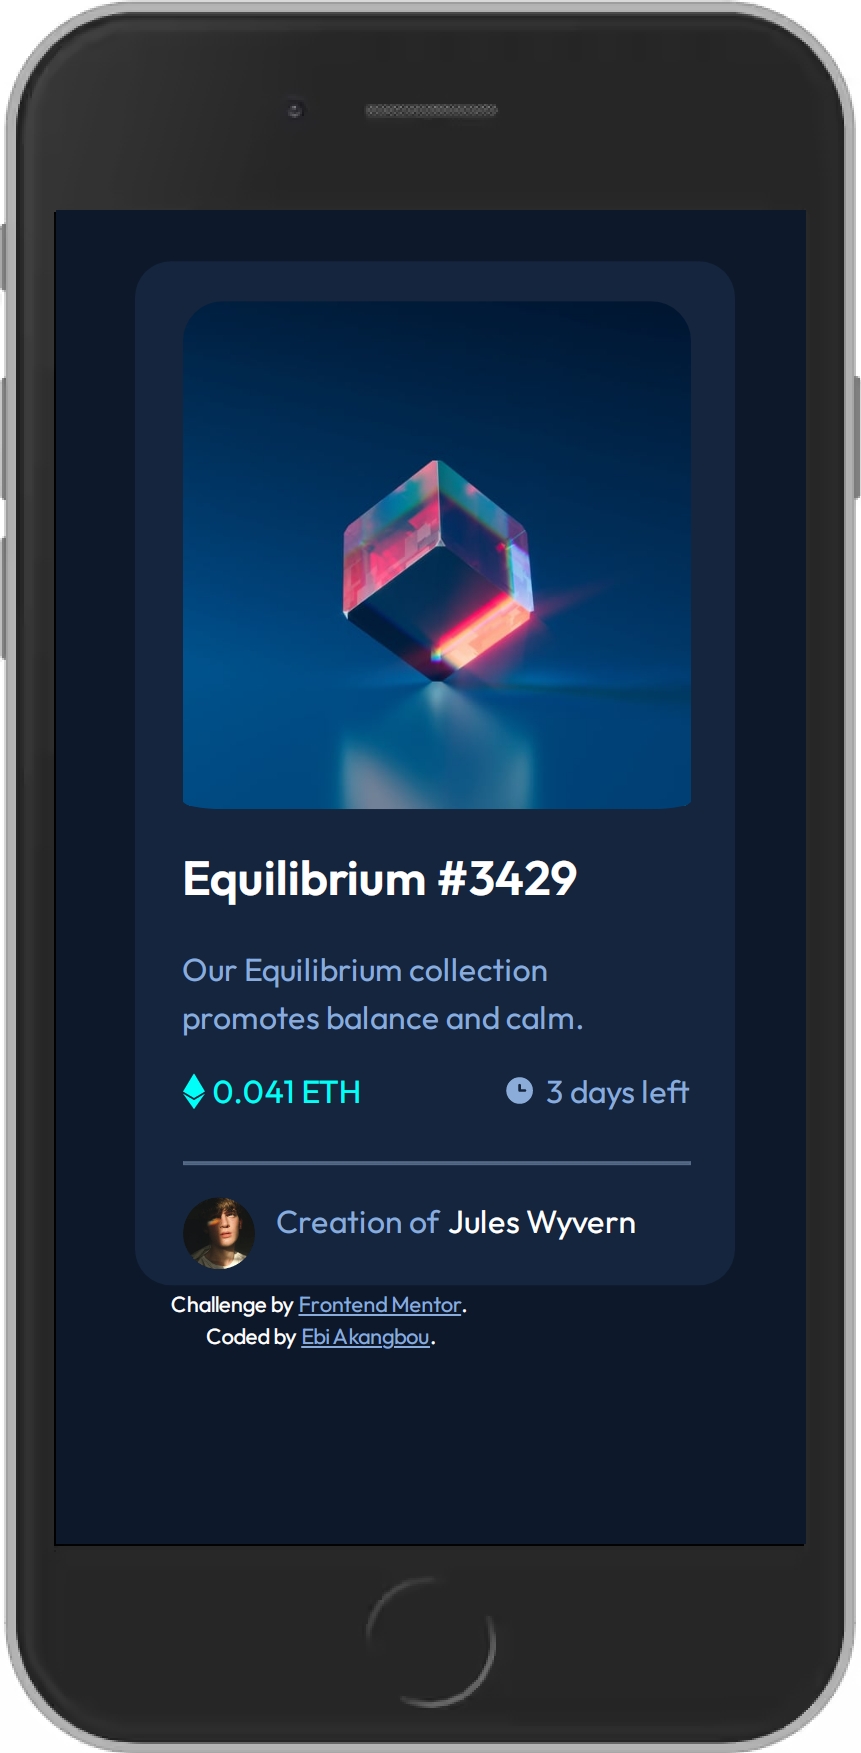 Equilibrium #3429
Our Equilibrium collection
promotes balance and calm.
0.041 ETH
3 days left
Creation of Jules Wyvern
Challenge by Frontend Mentor.
Coded by Ebi Akangbou.